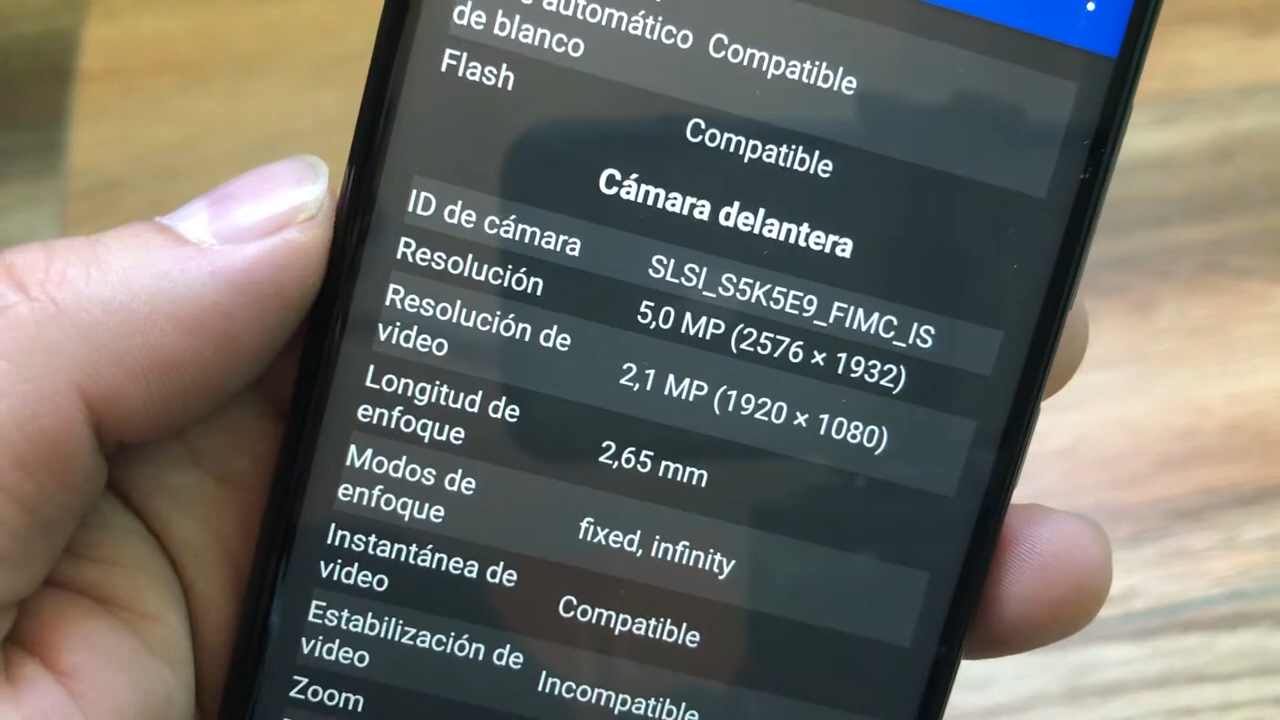 automático Compatible
de blanco
Flash
Compatible
Cámara delantera
ID de cámara SLSI_S5K5E9_FIMC_IS
Resolución 5,0 MP (2576 × 1932)
Resolución de
video 2,1 MP (1920 × 1080)
Longitud de
enfoque 2,65 mm
Modos de
enfoque fixed, infinity
Instantánea de
video Compatible
Estabilización de
video Incompatible
Zoom